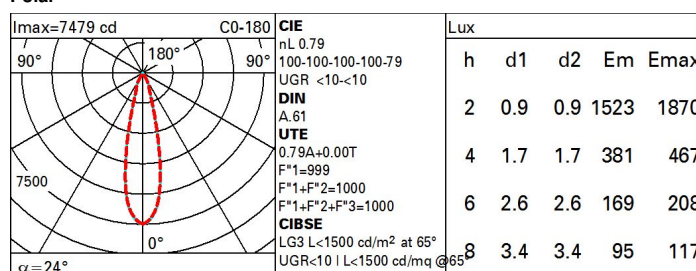 Imax=7479 cd C0-180
90° 180° 90°
7500
0°
α=24°
CIE
nL 0.79
100-100-100-100-79
UGR <10-<10
DIN
A.61
UTE
0.79A+0.00T
F"1=999
F"1+F"2=1000
F"1+F"2+F"3=1000
CIBSE
LG3 L<1500 cd/m² at 65°
UGR<10 | L<1500 cd/mq @65°
Lux
h d1 d2 Em Emax
2 0.9 0.9 1523 1870
4 1.7 1.7 381 467
6 2.6 2.6 169 208
8 3.4 3.4 95 117